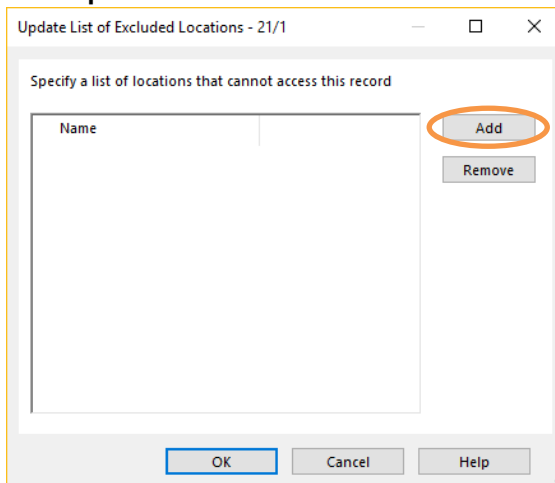 Update List of Excluded Locations - 21/1
Specify a list of locations that cannot access this record
Name
Add
Remove
OK Cancel Help